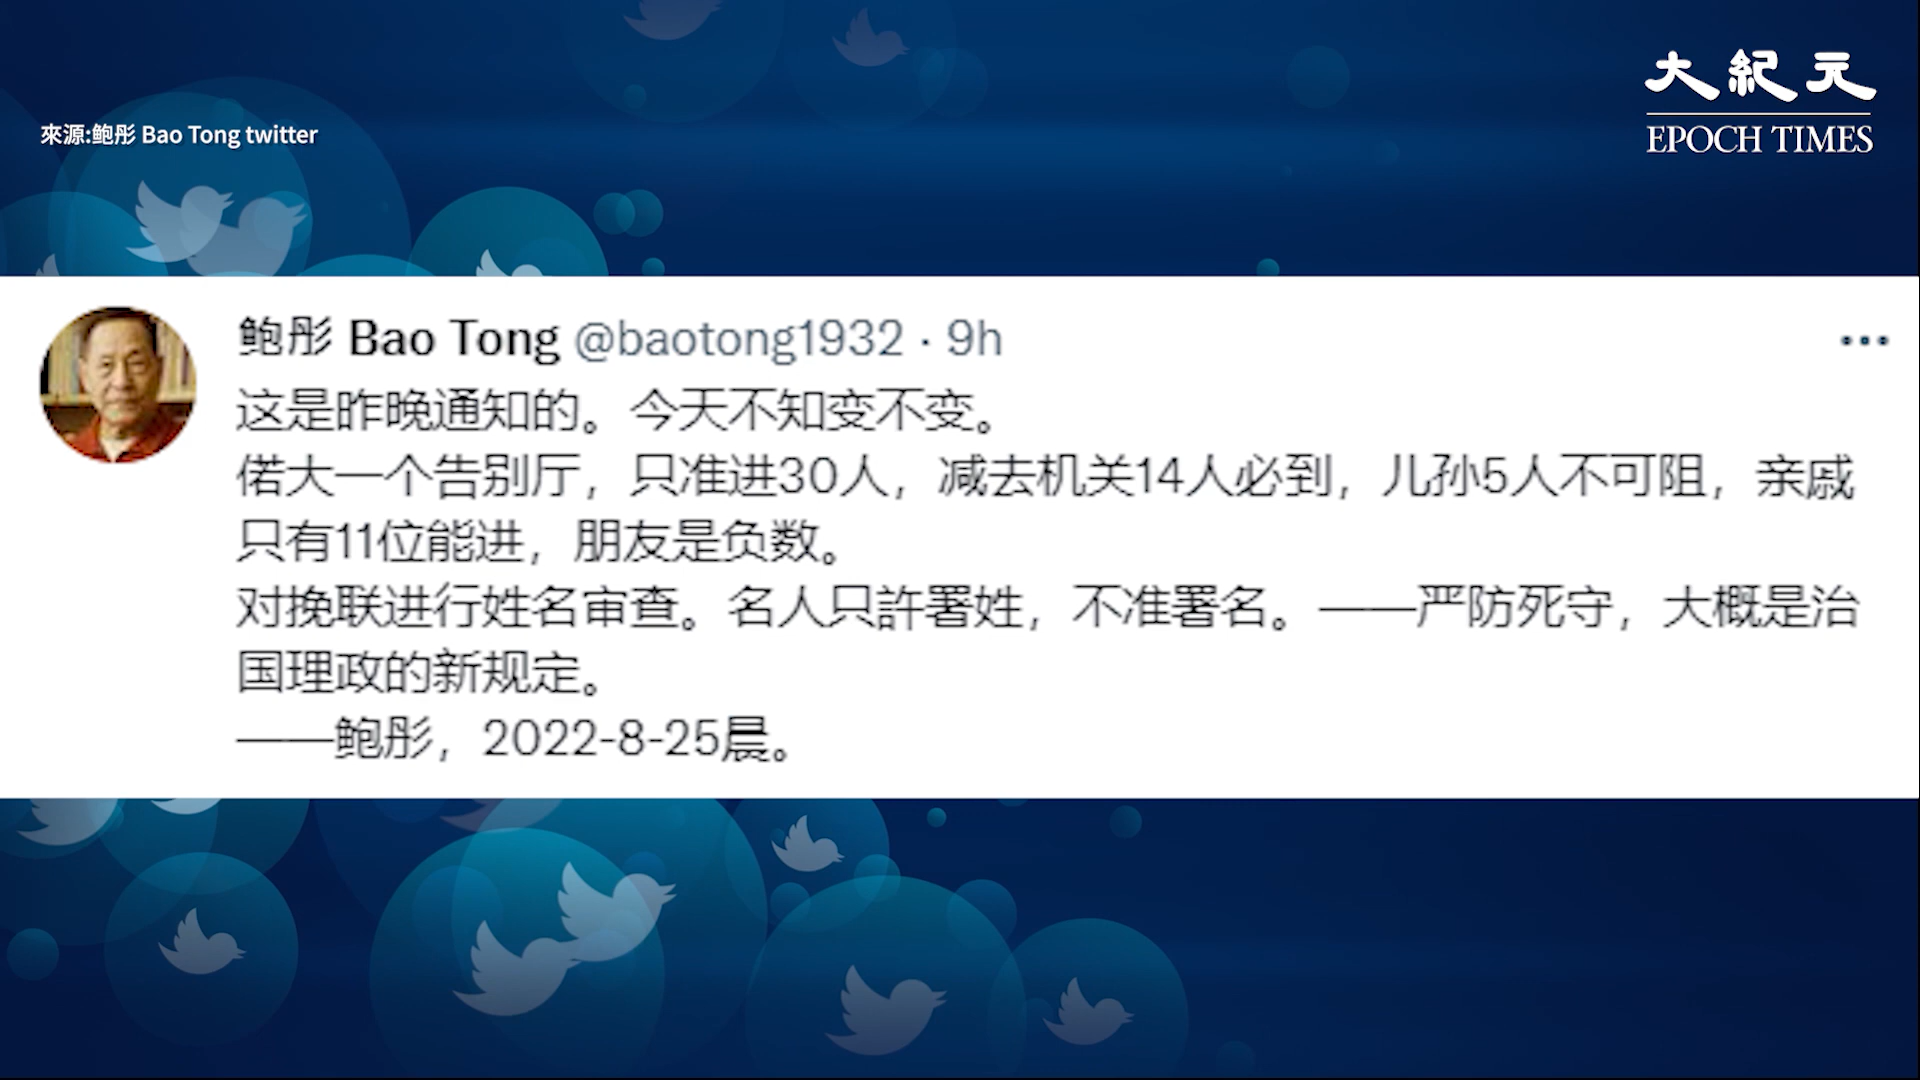 來源:鲍彤 Bao Tong twitter
大紀元
EPOCH TIMES
鲍彤 Bao Tong @baotong1932 · 9h
这是昨晚通知的。今天不知变不变。
偌大一个告别厅，只准进30人，减去机关14人必到，儿孙5人不可阻，亲戚
只有11位能进，朋友是负数。
对挽联进行姓名审查。名人只許署姓，不准署名。——严防死守，大概是治
国理政的新规定。
——鲍彤，2022-8-25晨。